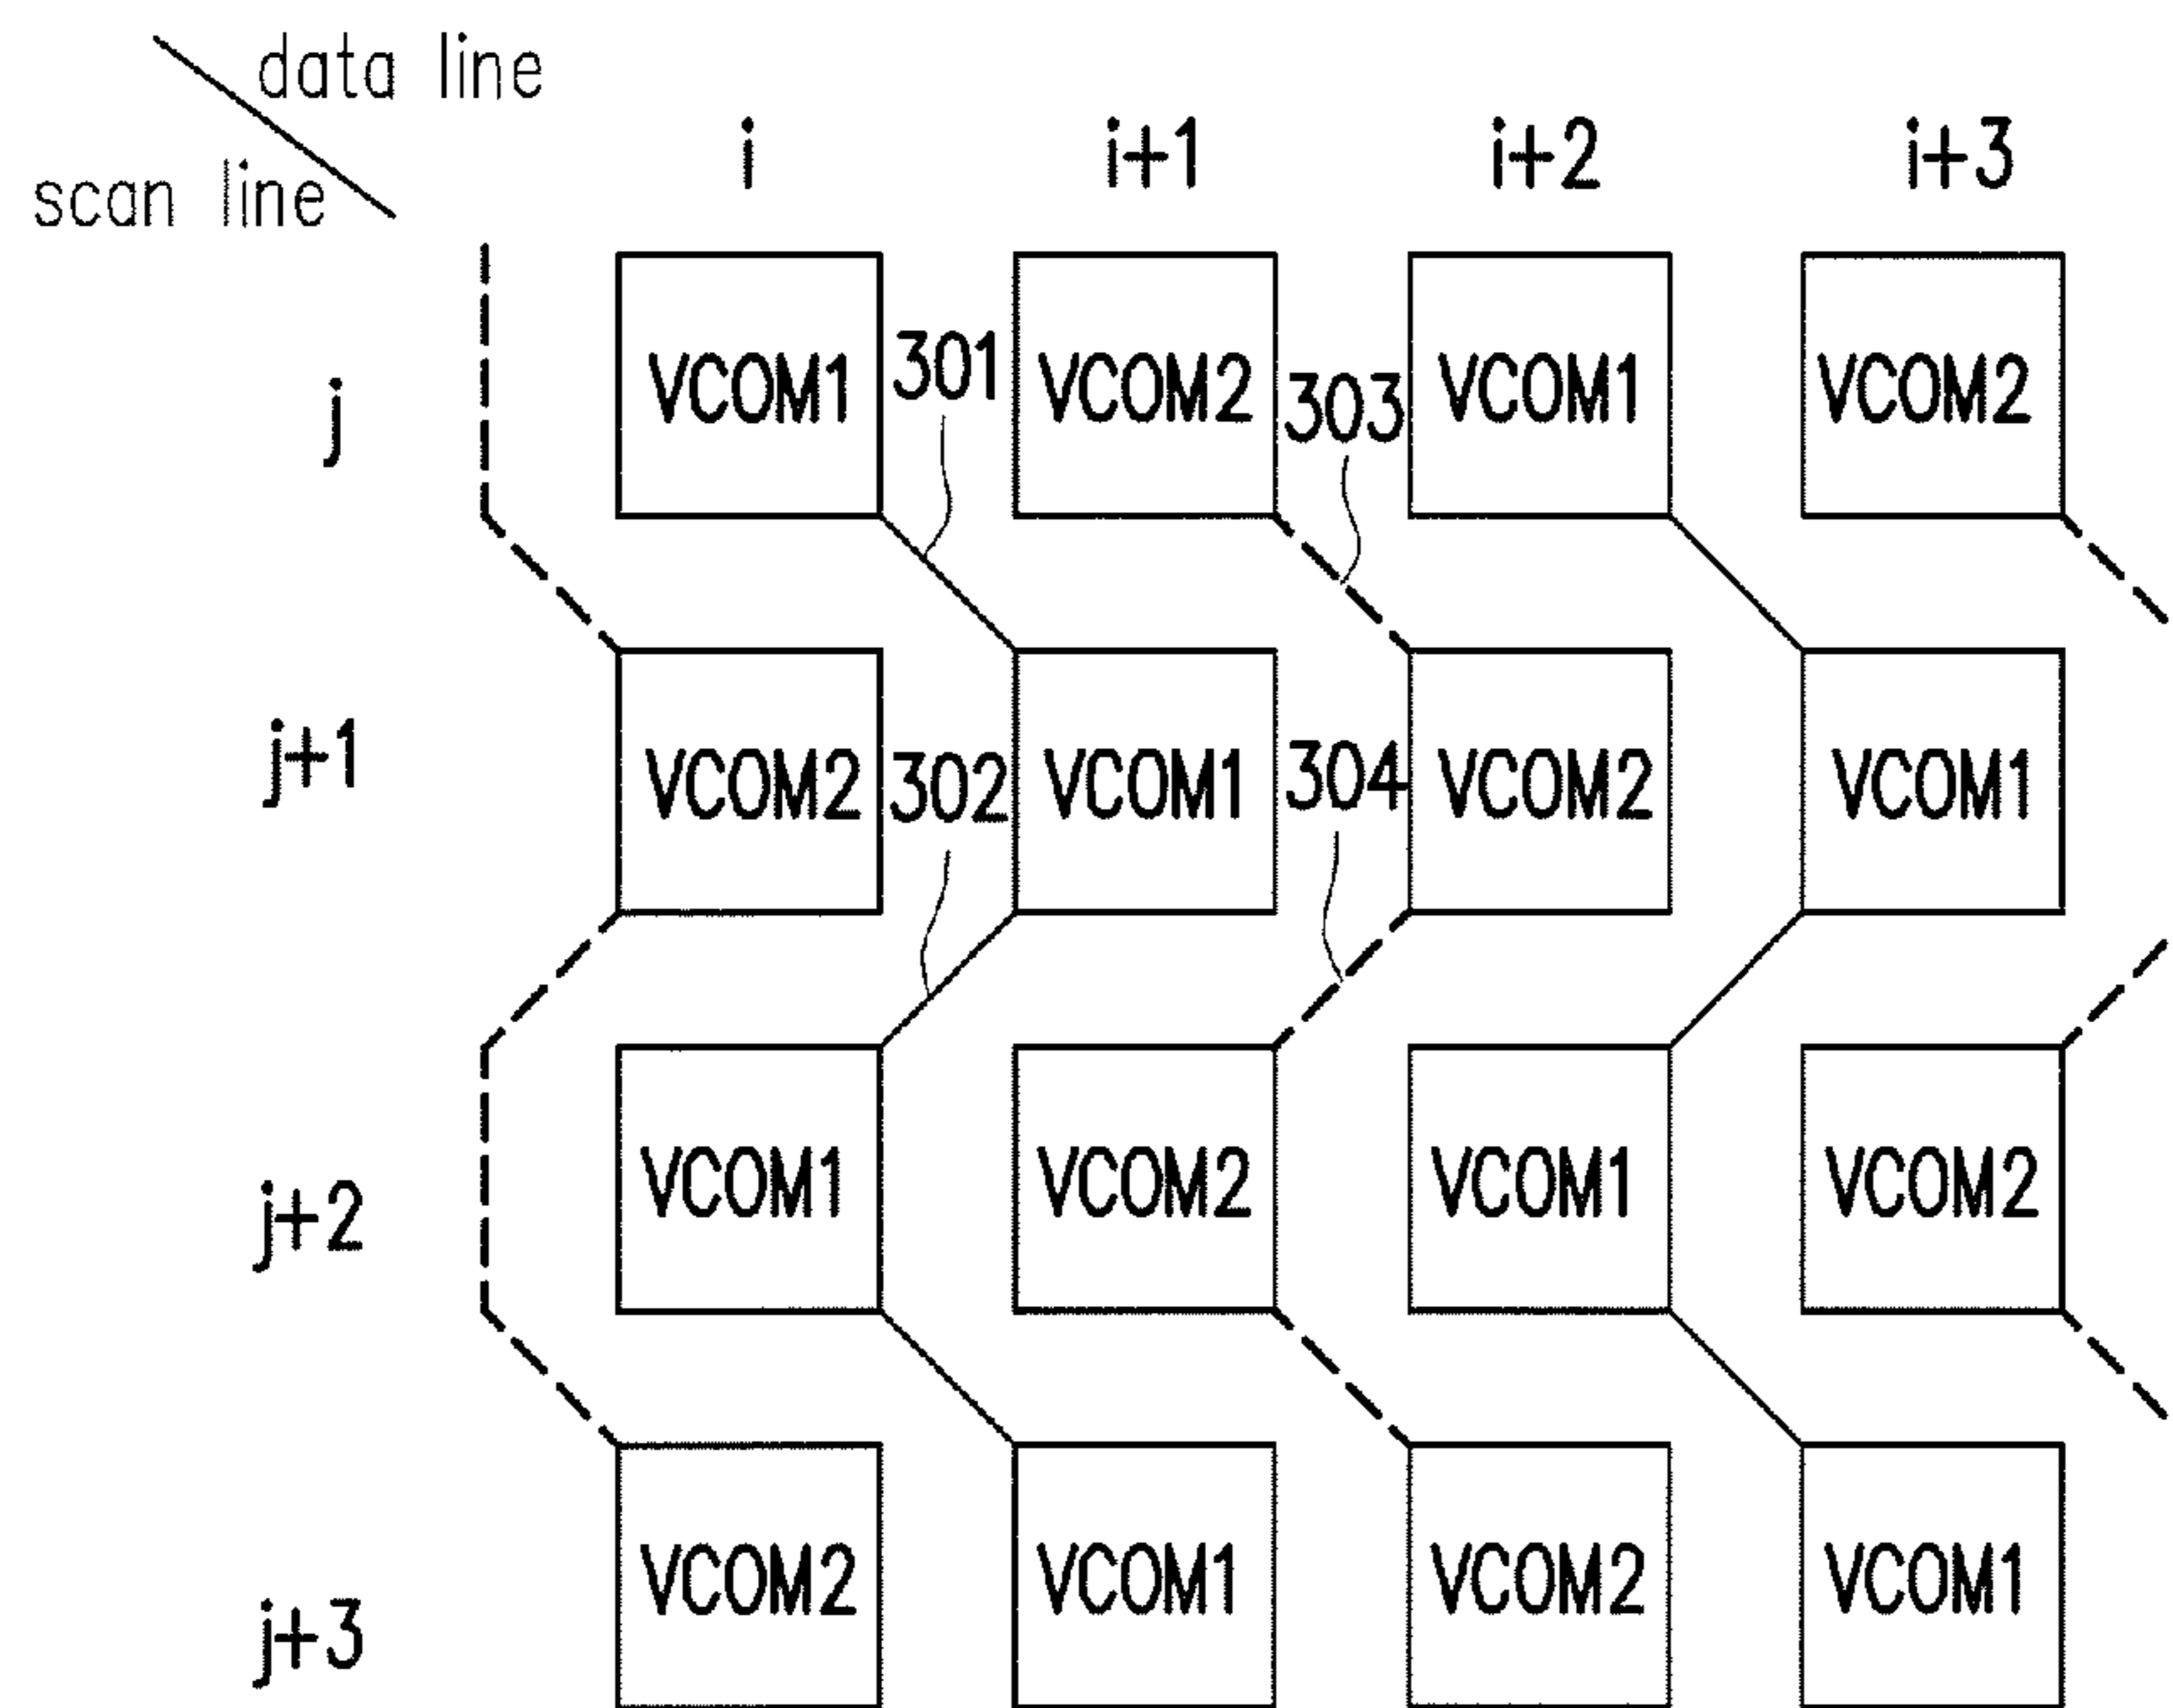 data line
scan line
i i+1 i+2 i+3
j VCOM1 301 VCOM2 303 VCOM1 VCOM2
j+1 VCOM2 302 VCOM1 304 VCOM2 VCOM1
j+2 VCOM1 VCOM2 VCOM1 VCOM2
j+3 VCOM2 VCOM1 VCOM2 VCOM1